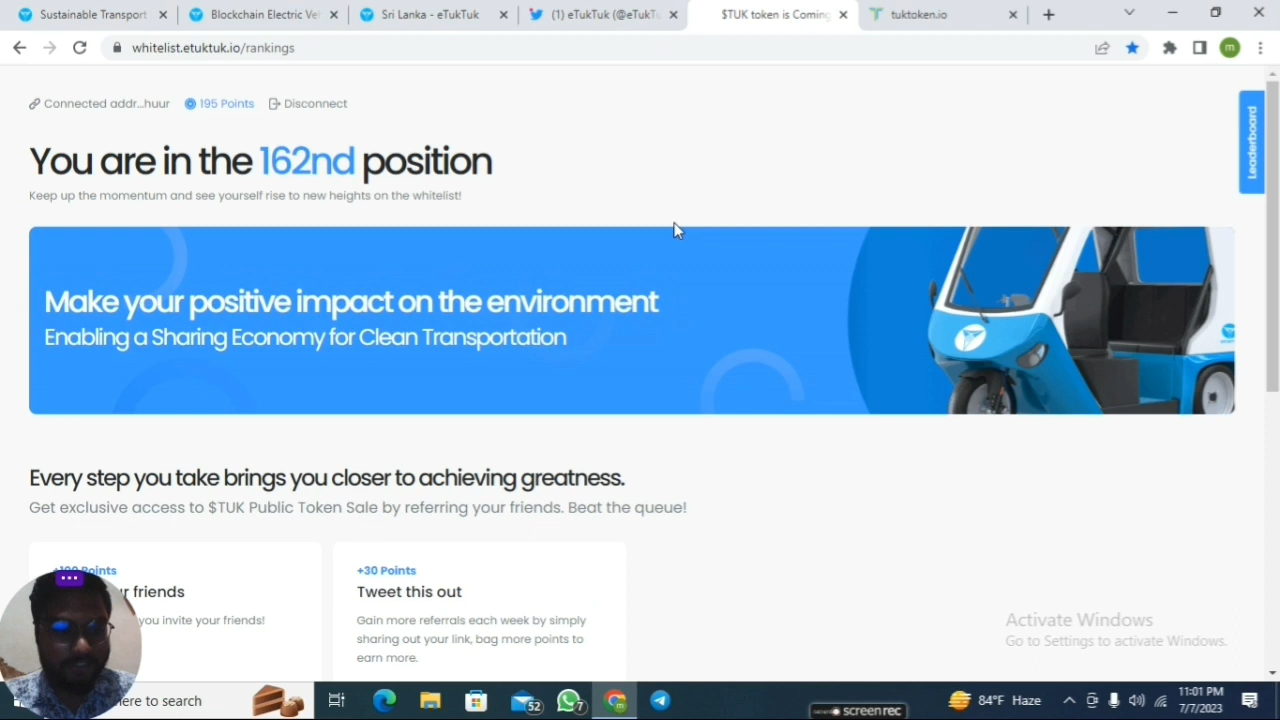 Sustainable Transport
Blockchain Electric Ve
Sri Lanka - eTukTuk
(1) eTukTuk (@eTukTu
$TUK token is Coming
tuktoken.io
whitelist.etuktuk.io/rankings
m
Connected addr...huur
195 Points
Disconnect
Leaderboard
You are in the 162nd position
Keep up the momentum and see yourself rise to new heights on the whitelist!
Make your positive impact on the environment
Enabling a Sharing Economy for Clean Transportation
Every step you take brings you closer to achieving greatness.
Get exclusive access to $TUK Public Token Sale by referring your friends. Beat the queue!
Points
r friends
you invite your friends!
+30 Points
Tweet this out
Gain more referrals each week by simply
sharing out your link, bag more points to
earn more.
Activate Windows
Go to Settings to activate Windows.
here to search
52
7
84°F Haze
11:01 PM
7/7/2023
screenrec